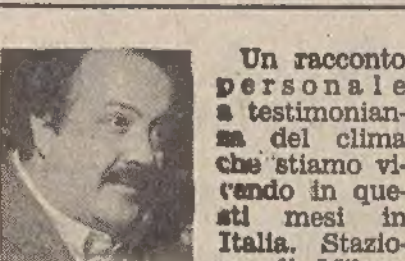 Un racconto
personale
a testimonian-
za del clima
che stiamo vi-
vendo in que-
sti mesi in
Italia. Stazio-